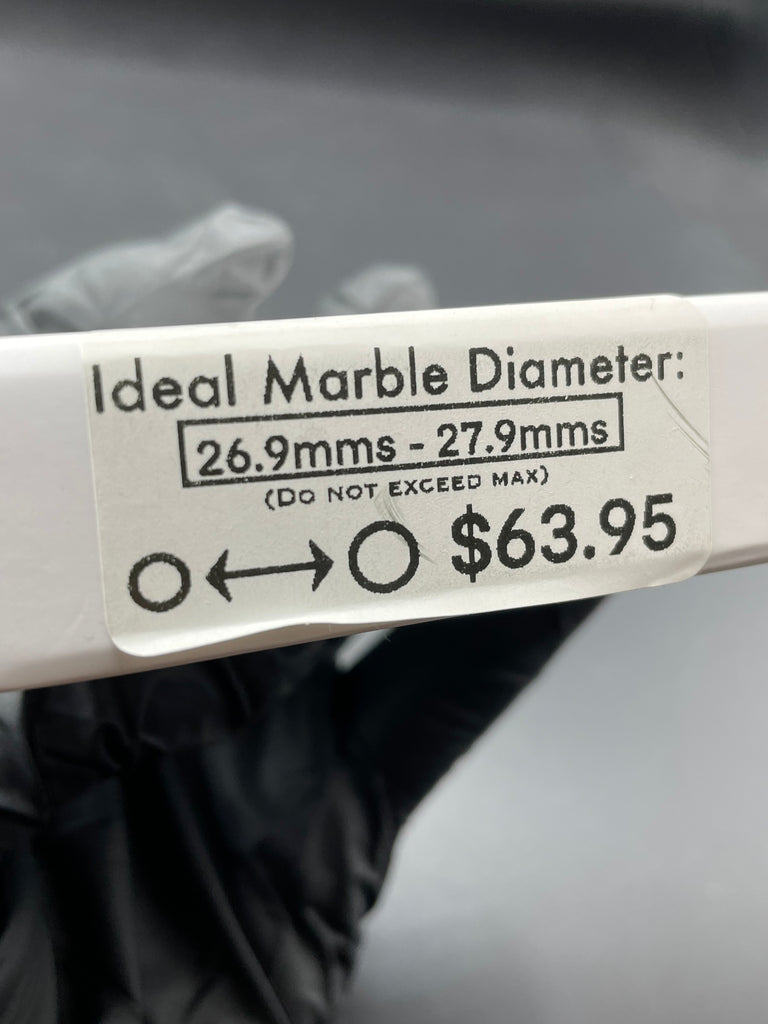 Ideal Marble Diameter:
26.9mms - 27.9mms
(DO NOT EXCEED MAX)
$63.95